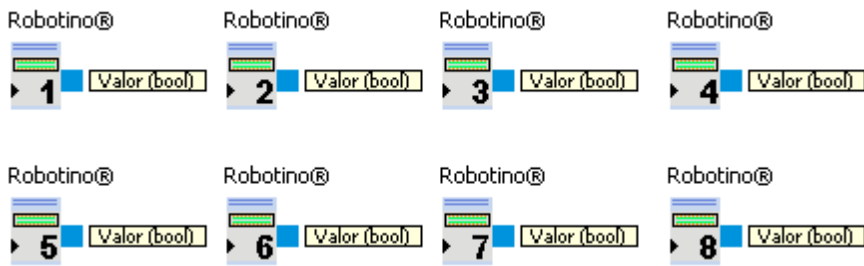 Robotino® Robotino® Robotino® Robotino®
1 Valor (bool) 2 Valor (bool) 3 Valor (bool) 4 Valor (bool)
Robotino® Robotino® Robotino® Robotino®
5 Valor (bool) 6 Valor (bool) 7 Valor (bool) 8 Valor (bool)